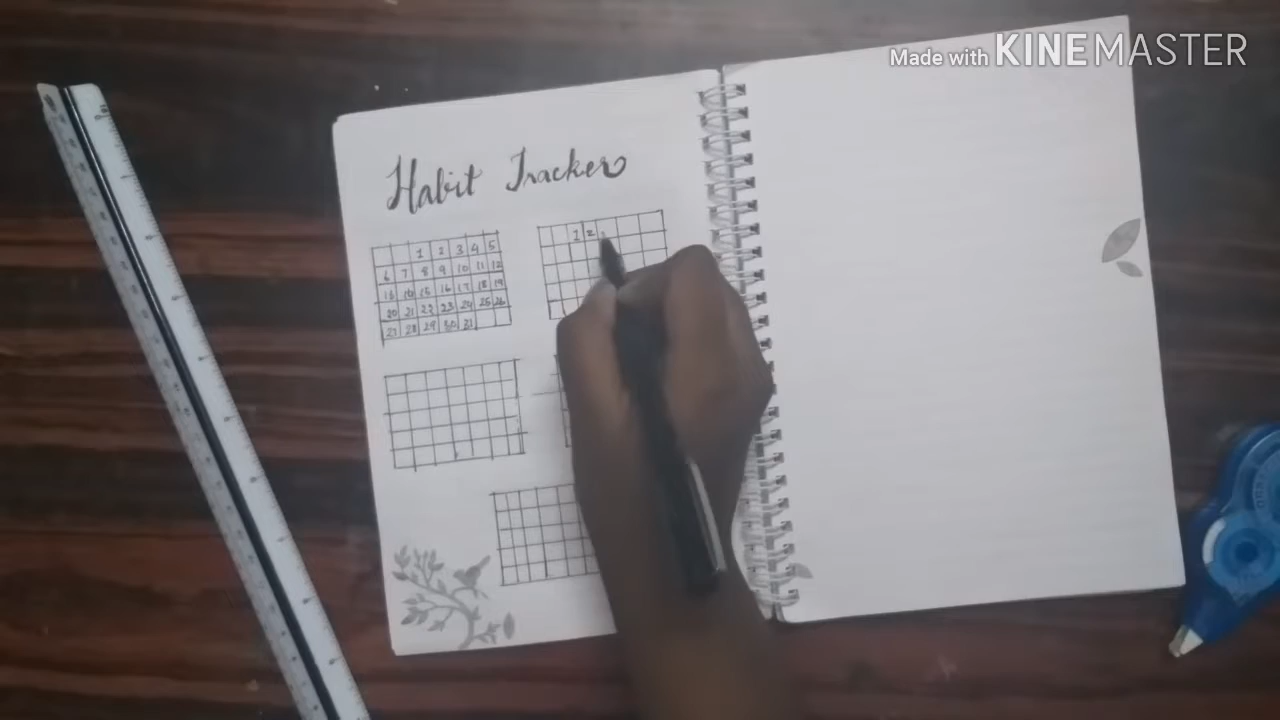 Made with KINEMASTER
Habit Tracker
1 2 3 4 5
6 7 8 9 10 11 12
13 14 15 16 17 18 19
20 21 22 23 24 25 26
27 28 29 30 31
1 2